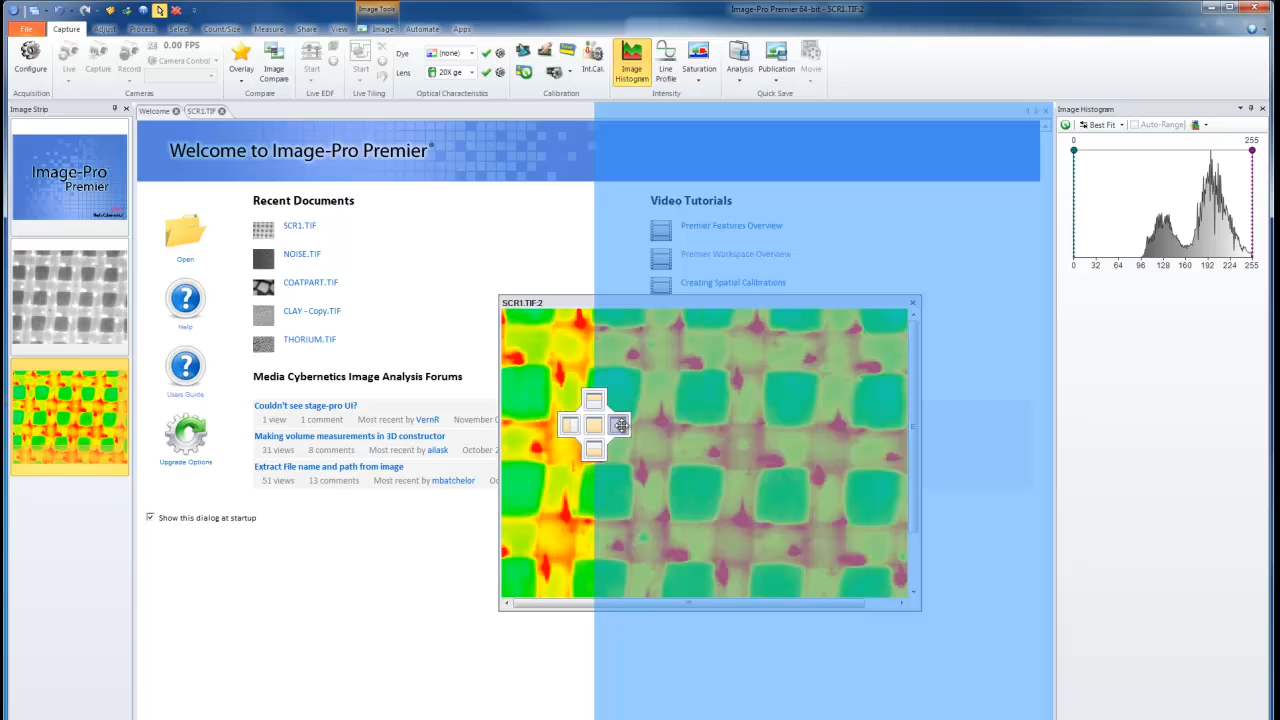 Image Tools
Image-Pro Premier 64-bit - SCR1.TIF:2
File Capture Adjust Process Select Count/Size Measure Share View Image Automate Apps
Configure
Live
Capture
Record
0.00 FPS
Camera Control
Overlay
Image Compare
Start
Start
Dye (none)
Lens 20X ge
Int.Cal.
Image Histogram
Line Profile
Saturation
Analysis
Publication
Movie
Acquisition
Cameras
Compare
Live EDF
Live Tiling
Optical Characteristics
Calibration
Intensity
Quick Save
Image Strip
Welcome
SCR1.TIF
Image Histogram
Best Fit
Auto-Range
0 255
0 32 64 96 128 160 192 224 255
Image-Pro
Premier
Welcome to Image-Pro Premier
Open
Help
Users Guide
Upgrade Options
Recent Documents
SCR1.TIF
NOISE.TIF
COATPART.TIF
CLAY - Copy.TIF
THORIUM.TIF
Video Tutorials
Premier Features Overview
Premier Workspace Overview
Creating Spatial Calibrations
SCR1.TIF:2
Media Cybernetics Image Analysis Forums
Couldn't see stage-pro UI?
1 view 1 comment Most recent by VernR November
Making volume measurements in 3D constructor
31 views 8 comments Most recent by ailask October 2
Extract File name and path from image
51 views 13 comments Most recent by mbatchelor
Show this dialog at startup